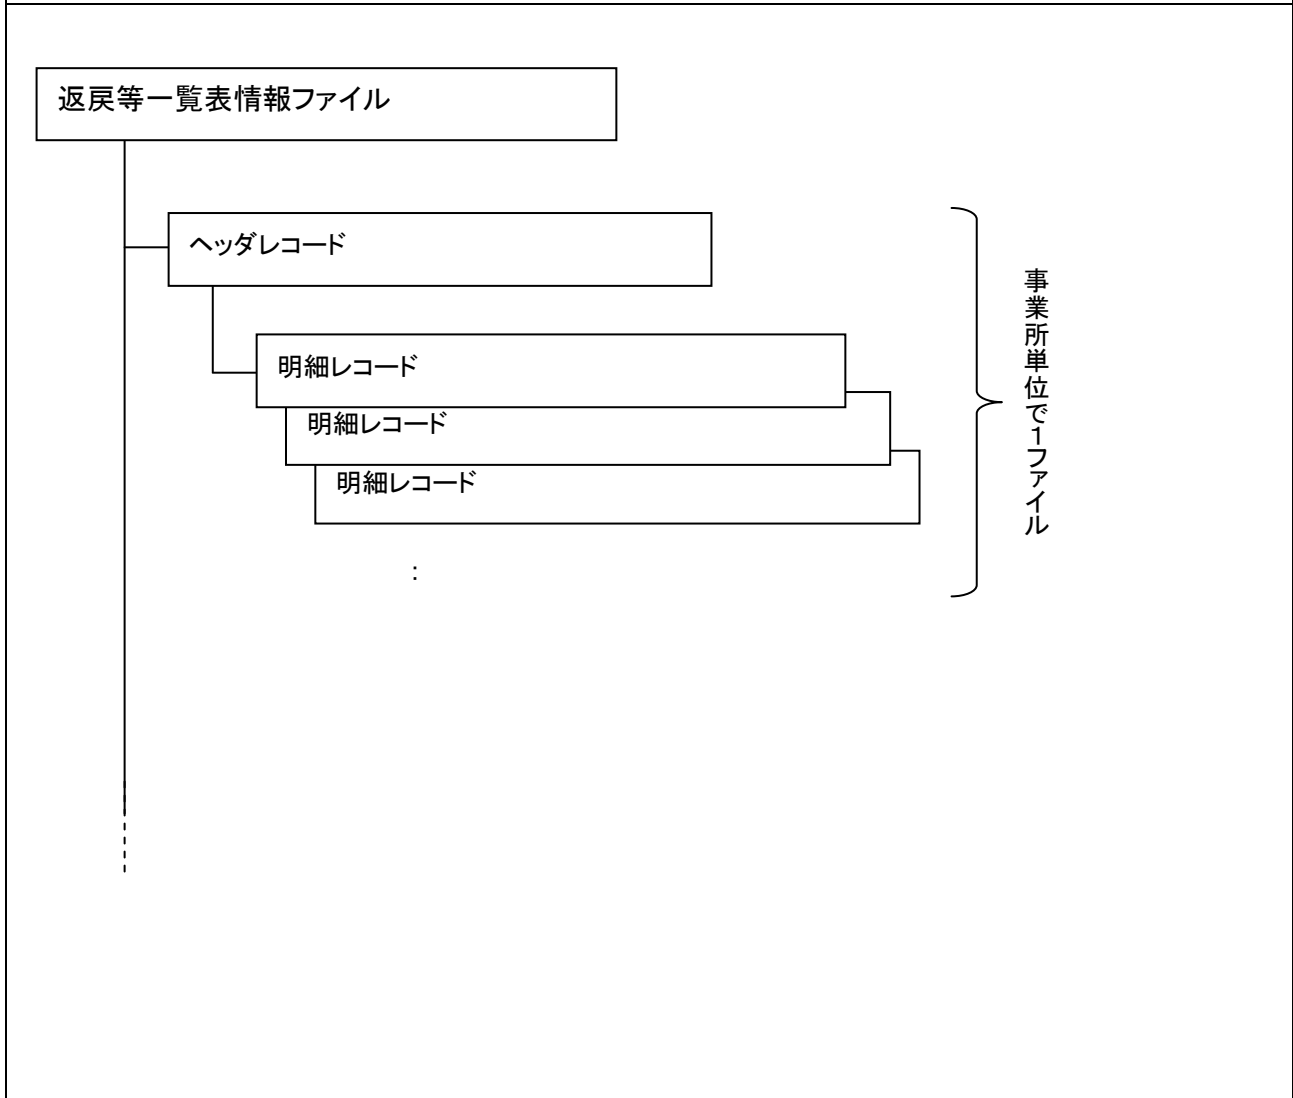 返戻等一覧表情報ファイル
ヘッダレコード
明細レコード
明細レコード
明細レコード
：
事業所単位で1ファイル